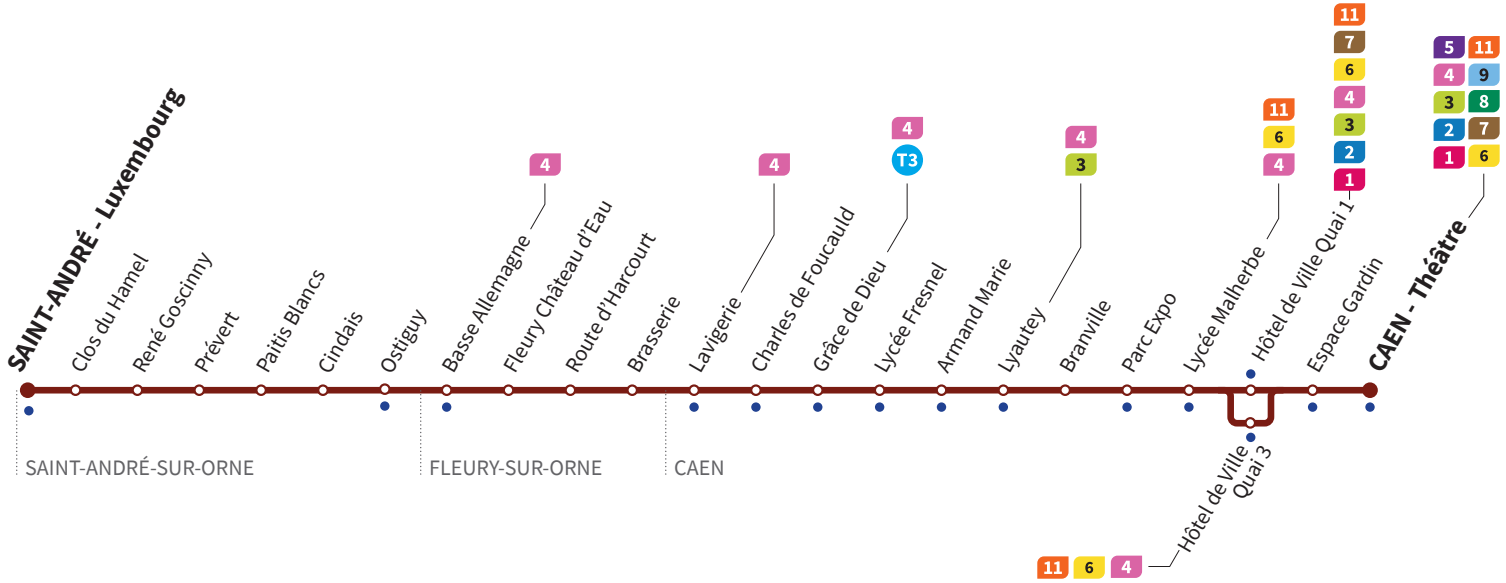 SAINT-ANDRÉ - Luxembourg
Clos du Hamel
René Goscinny
Prévert
Paitis Blancs
Cindais
Ostiguy
Basse Allemagne
4
Fleury Château d'Eau
Route d'Harcourt
Brasserie
Lavigerie
4
Charles de Foucauld
Grâce de Dieu
4
T3
Lycée Fresnel
Armand Marie
Lyautey
4
3
Branville
Parc Expo
Lycée Malherbe
11
6
4
Hôtel de Ville Quai 1
11
7
6
4
3
2
1
Espace Gardin
CAEN - Théâtre
5 11
4 9
3 8
2 7
1 6
SAINT-ANDRÉ-SUR-ORNE
FLEURY-SUR-ORNE
CAEN
Hôtel de Ville
Quai 3
11 6 4